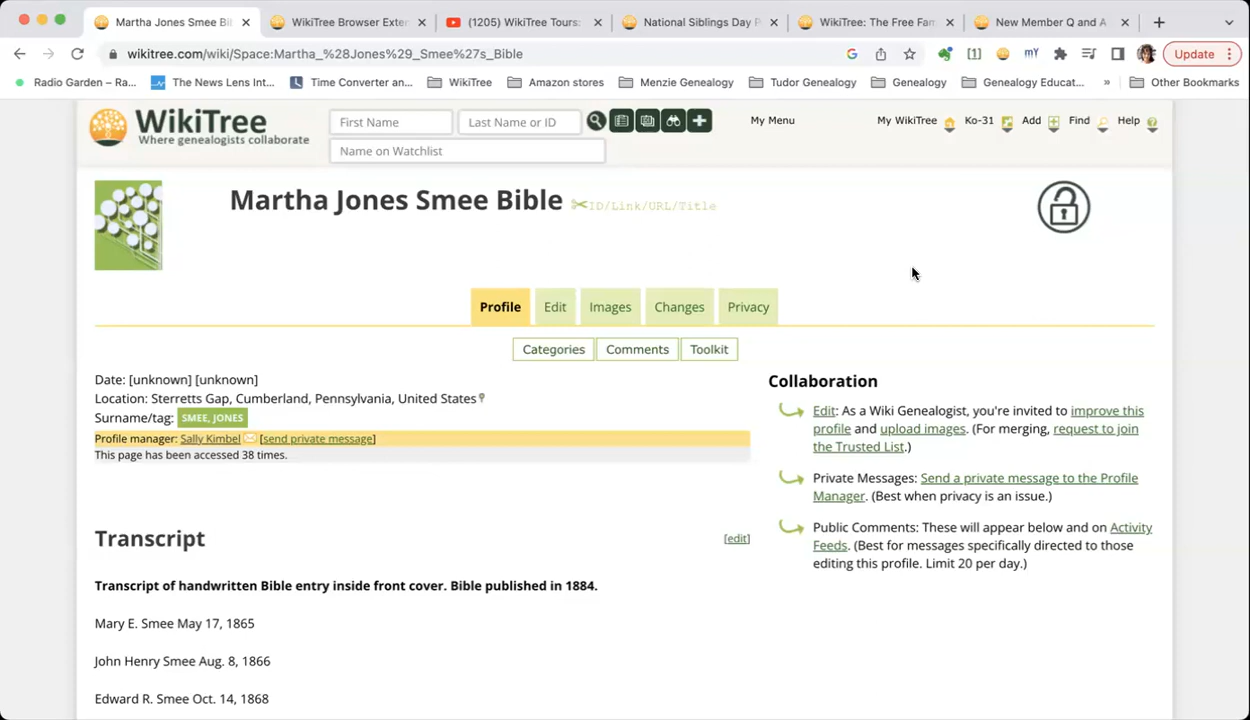 Martha Jones Smee Bi
WikiTree Browser Exte
(1205) WikiTree Tours:
National Siblings Day P
WikiTree: The Free Fam
New Member Q and A
wikitree.com/wiki/Space:Martha_%28Jones%29_Smee%27s_Bible
[1]
mY
Update
Radio Garden – Ra...
The News Lens Int...
Time Converter an...
WikiTree
Amazon stores
Menzie Genealogy
Tudor Genealogy
Genealogy
Genealogy Educat...
»
Other Bookmarks
WikiTree
Where genealogists collaborate
First Name
Last Name or ID
Name on Watchlist
My Menu
My WikiTree
Ko-31
Add
Find
Help
Martha Jones Smee Bible
ID/Link/URL/Title
Profile
Edit
Images
Changes
Privacy
Categories
Comments
Toolkit
Date: [unknown] [unknown]
Location: Sterretts Gap, Cumberland, Pennsylvania, United States
Surname/tag: SMEE, JONES
Profile manager: Sally Kimbel [send private message]
This page has been accessed 38 times.
Collaboration
Edit: As a Wiki Genealogist, you're invited to improve this
profile and upload images. (For merging, request to join
the Trusted List.)
Private Messages: Send a private message to the Profile
Manager. (Best when privacy is an issue.)
Public Comments: These will appear below and on Activity
Feeds. (Best for messages specifically directed to those
editing this profile. Limit 20 per day.)
Transcript
[edit]
Transcript of handwritten Bible entry inside front cover. Bible published in 1884.
Mary E. Smee May 17, 1865
John Henry Smee Aug. 8, 1866
Edward R. Smee Oct. 14, 1868